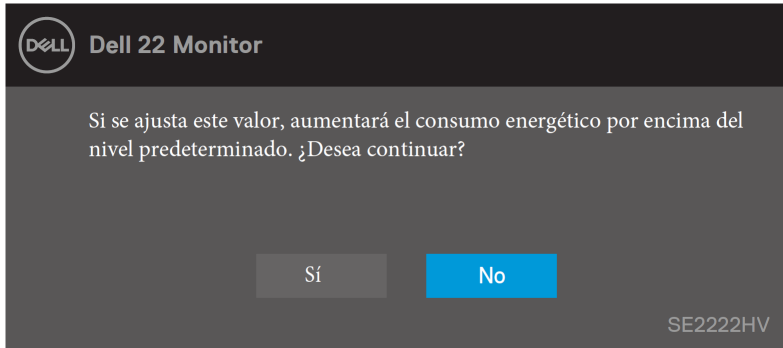 DELL Dell 22 Monitor
Si se ajusta este valor, aumentará el consumo energético por encima del
nivel predeterminado. ¿Desea continuar?
Sí No
SE2222HV